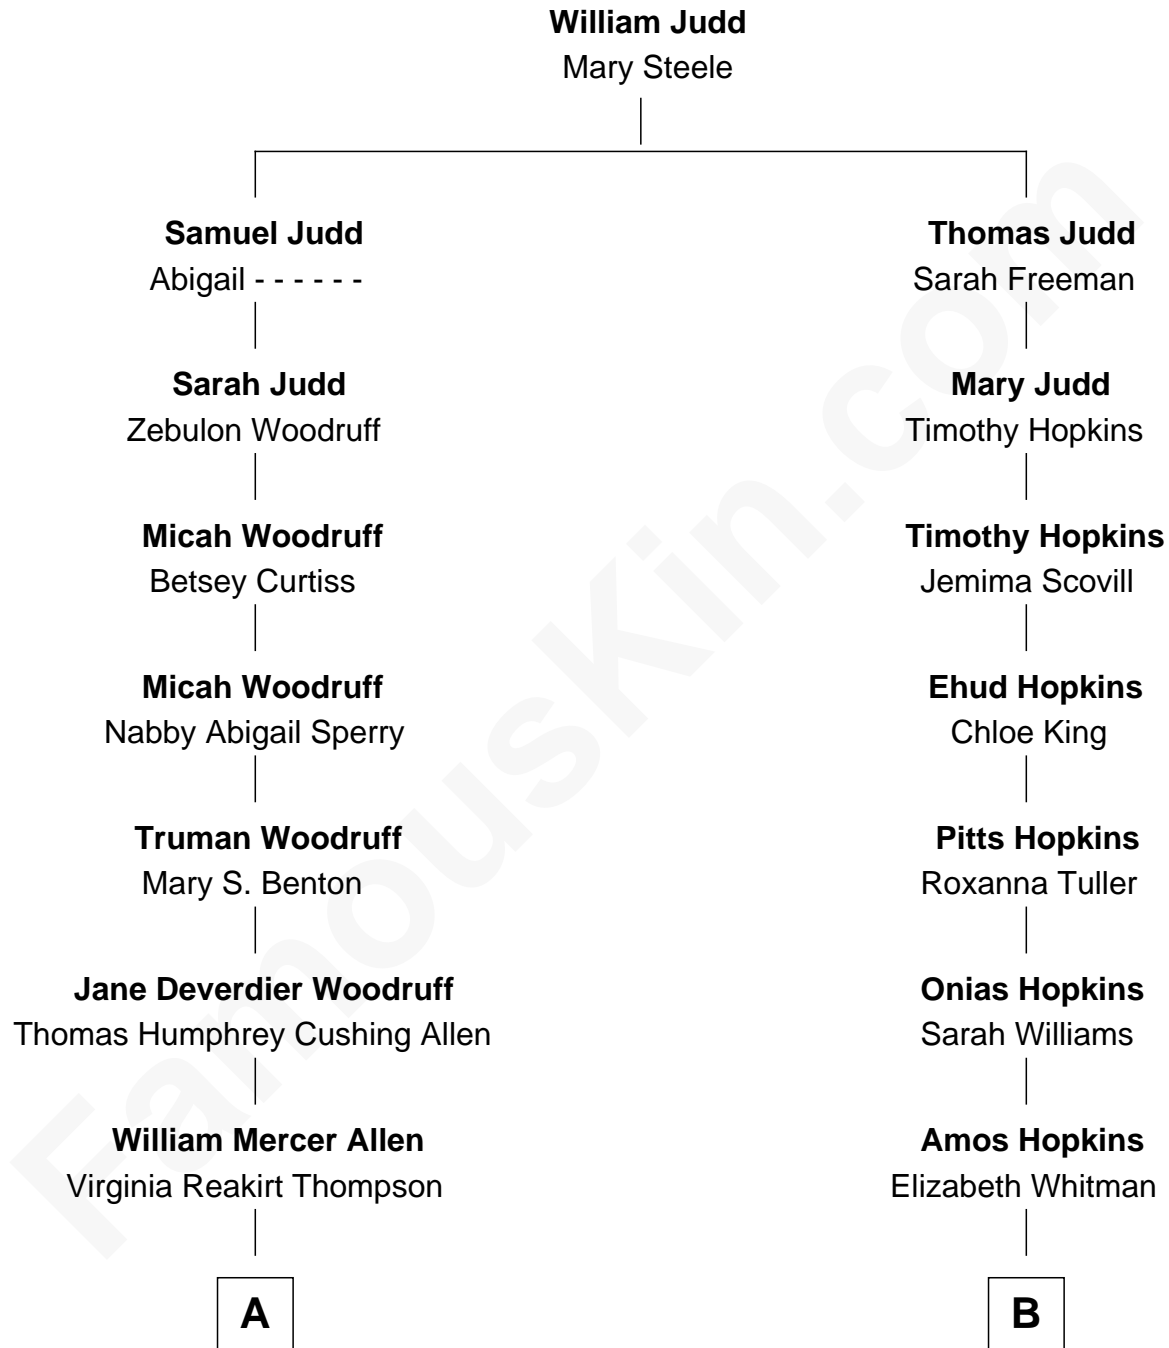 William Judd
Mary Steele
Samuel Judd
Abigail - - - - - -
Thomas Judd
Sarah Freeman
Sarah Judd
Zebulon Woodruff
Mary Judd
Timothy Hopkins
Micah Woodruff
Betsey Curtiss
Timothy Hopkins
Jemima Scovill
Micah Woodruff
Nabby Abigail Sperry
Ehud Hopkins
Chloe King
Truman Woodruff
Mary S. Benton
Pitts Hopkins
Roxanna Tuller
Jane Deverdier Woodruff
Thomas Humphrey Cushing Allen
Onias Hopkins
Sarah Williams
William Mercer Allen
Virginia Reakirt Thompson
Amos Hopkins
Elizabeth Whitman
A
B
FamousKin.com